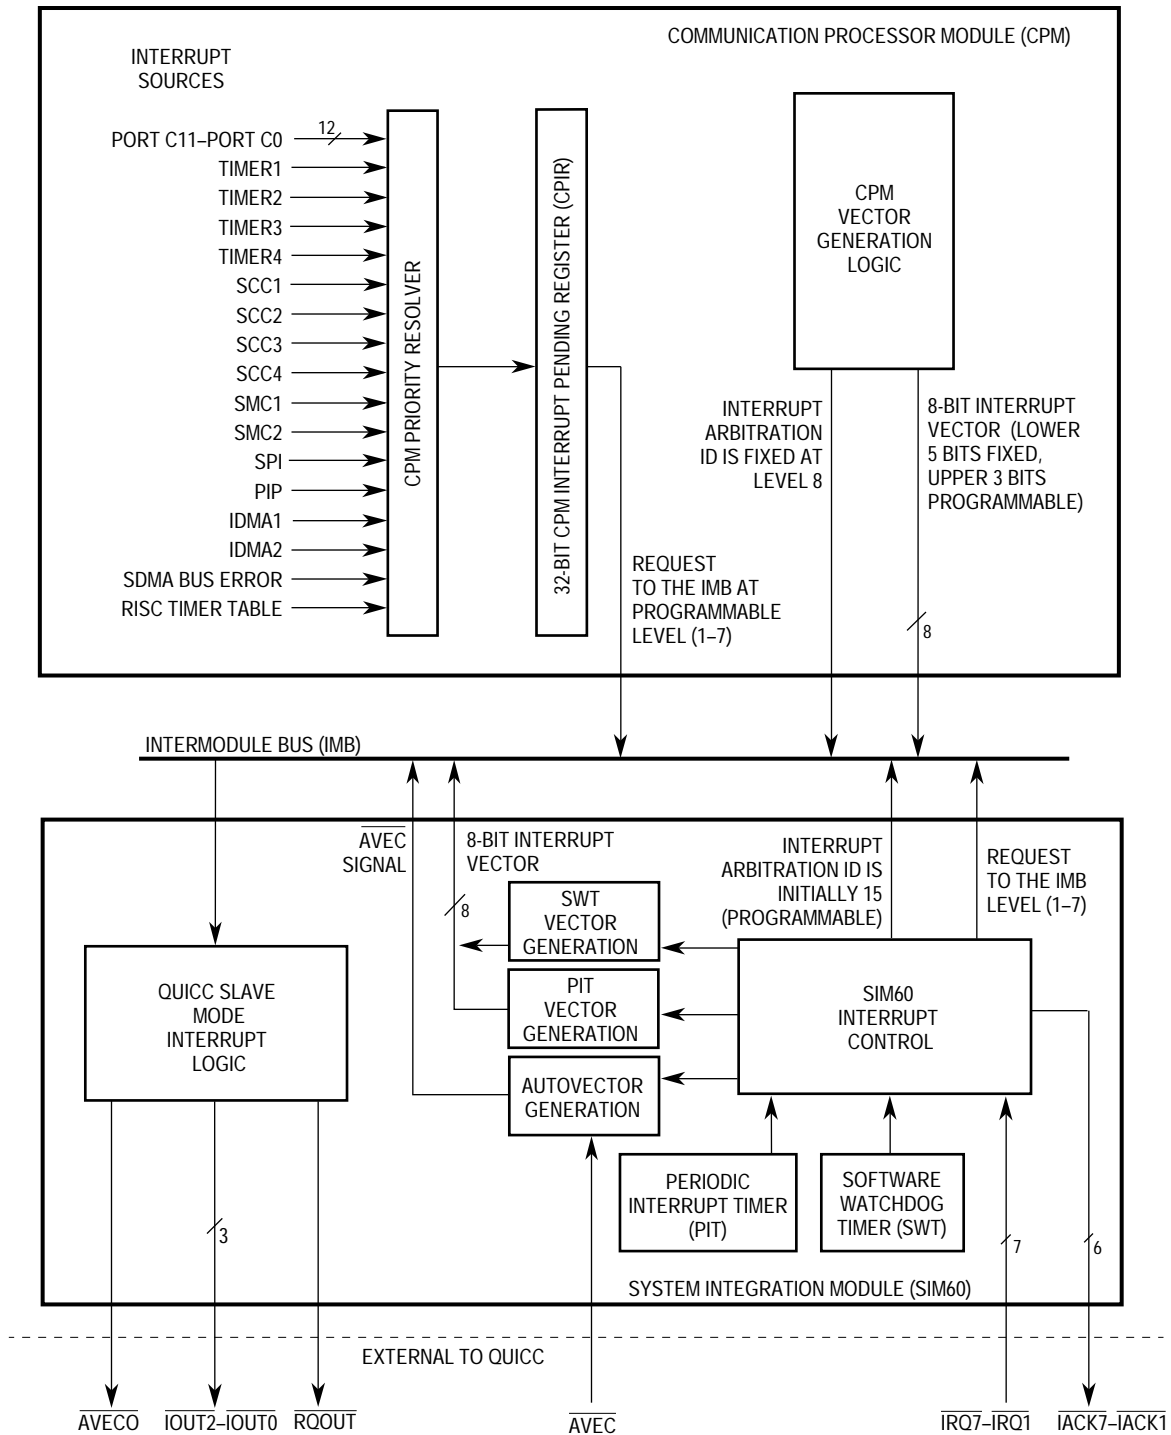 COMMUNICATION PROCESSOR MODULE (CPM)
INTERRUPT
SOURCES
PORT C11–PORT C0
12
TIMER1
TIMER2
TIMER3
TIMER4
SCC1
SCC2
SCC3
SCC4
SMC1
SMC2
SPI
PIP
IDMA1
IDMA2
SDMA BUS ERROR
RISC TIMER TABLE
CPM PRIORITY RESOLVER
32-BIT CPM INTERRUPT PENDING REGISTER (CPIR)
REQUEST
TO THE IMB AT
PROGRAMMABLE
LEVEL (1–7)
CPM
VECTOR
GENERATION
LOGIC
INTERRUPT
ARBITRATION
ID IS FIXED AT
LEVEL 8
8-BIT INTERRUPT
VECTOR (LOWER
5 BITS FIXED,
UPPER 3 BITS
PROGRAMMABLE)
8
INTERMODULE BUS (IMB)
AVEC
SIGNAL
8-BIT INTERRUPT
VECTOR
8
INTERRUPT
ARBITRATION ID IS
INITIALLY 15
(PROGRAMMABLE)
REQUEST
TO THE IMB
LEVEL (1–7)
QUICC SLAVE
MODE
INTERRUPT
LOGIC
SWT
VECTOR
GENERATION
PIT
VECTOR
GENERATION
AUTOVECTOR
GENERATION
SIM60
INTERRUPT
CONTROL
PERIODIC
INTERRUPT TIMER
(PIT)
SOFTWARE
WATCHDOG
TIMER (SWT)
3
7
6
SYSTEM INTEGRATION MODULE (SIM60)
EXTERNAL TO QUICC
AVECO
IOUT2–IOUT0
RQOUT
AVEC
IRQ7–IRQ1
IACK7–IACK1